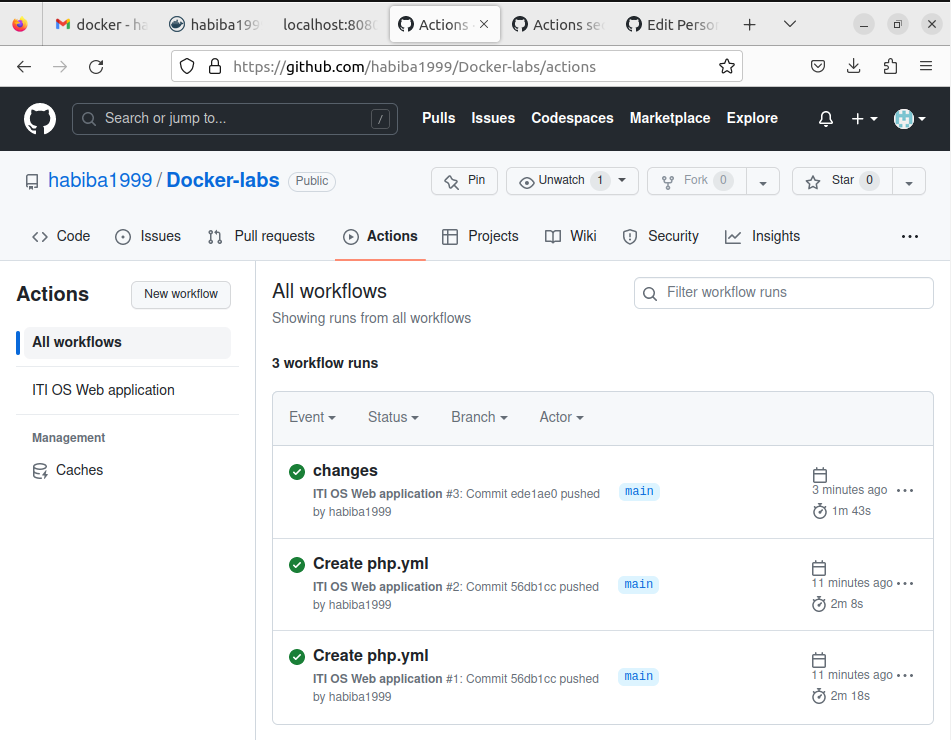 docker - ha
habiba199
localhost:808
Actions
Actions se
Edit Perso
https://github.com/habiba1999/Docker-labs/actions
Search or jump to... /
Pulls Issues Codespaces Marketplace Explore
habiba1999 / Docker-labs Public
Pin Unwatch 1 Fork 0 Star 0
Code Issues Pull requests Actions Projects Wiki Security Insights
Actions
New workflow
All workflows
ITI OS Web application
Management
Caches
All workflows
Showing runs from all workflows
Filter workflow runs
3 workflow runs
Event Status Branch Actor
changes
ITI OS Web application #3: Commit ede1ae0 pushed
by habiba1999
main
3 minutes ago
1m 43s
Create php.yml
ITI OS Web application #2: Commit 56db1cc pushed
by habiba1999
main
11 minutes ago
2m 8s
Create php.yml
ITI OS Web application #1: Commit 56db1cc pushed
by habiba1999
main
11 minutes ago
2m 18s